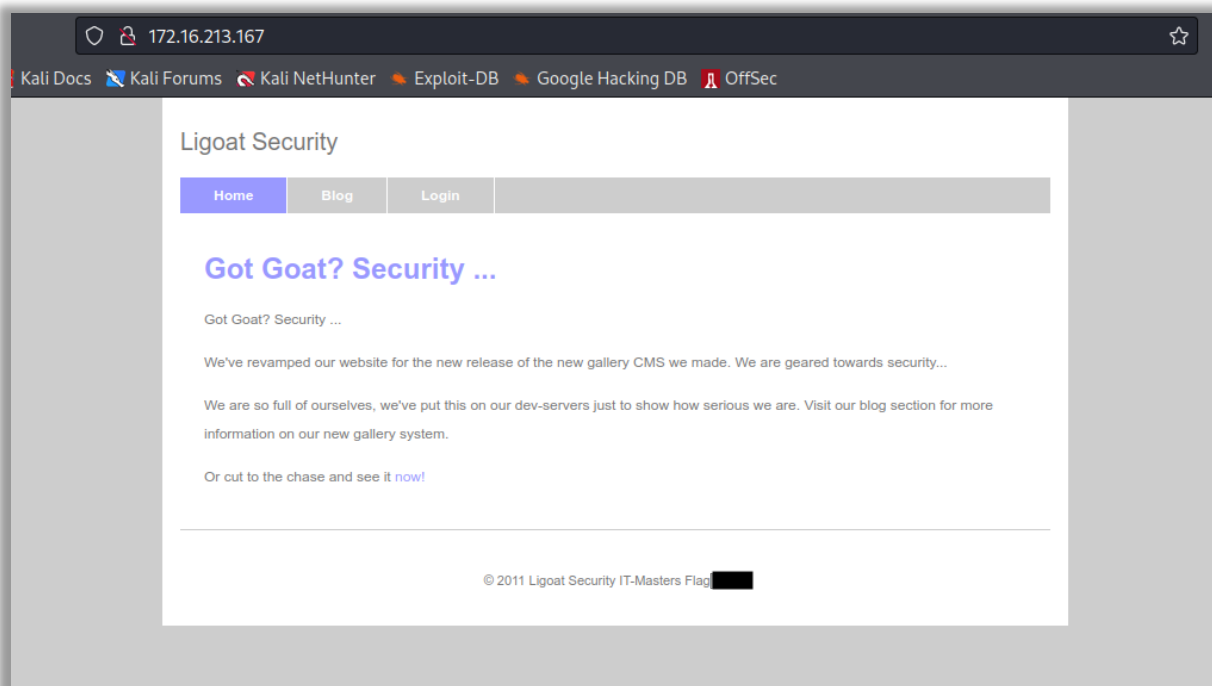 172.16.213.167
Kali Docs Kali Forums Kali NetHunter Exploit-DB Google Hacking DB OffSec
Ligoat Security
Home Blog Login
Got Goat? Security ...
Got Goat? Security ...
We've revamped our website for the new release of the new gallery CMS we made. We are geared towards security...
We are so full of ourselves, we've put this on our dev-servers just to show how serious we are. Visit our blog section for more
information on our new gallery system.
Or cut to the chase and see it now!
© 2011 Ligoat Security IT-Masters Flag